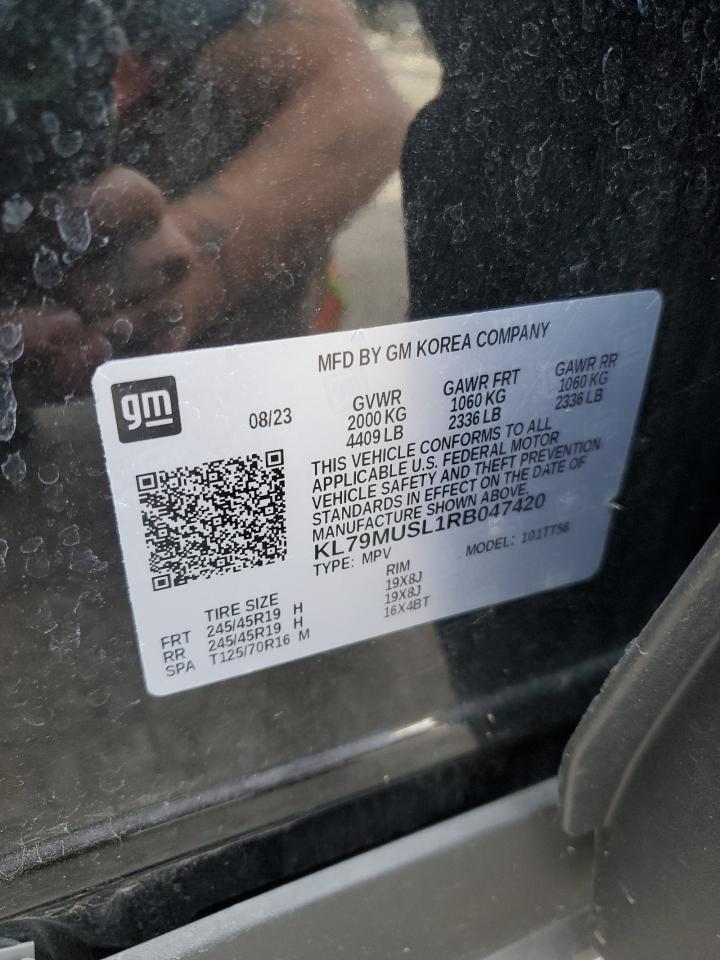 MFD BY GM KOREA COMPANY
gm
08/23
GVWR
2000 KG
4409 LB
GAWR FRT
1060 KG
2336 LB
GAWR RR
1060 KG
2336 LB
THIS VEHICLE CONFORMS TO ALL
APPLICABLE U.S. FEDERAL MOTOR
VEHICLE SAFETY AND THEFT PREVENTION
STANDARDS IN EFFECT ON THE DATE OF
MANUFACTURE SHOWN ABOVE.
KL79MUSL1RB047420
TYPE: MPV MODEL: 101TT56
TIRE SIZE RIM
FRT 245/45R19 H 19X8J
RR 245/45R19 H 19X8J
SPA T125/70R16 M 16X4BT